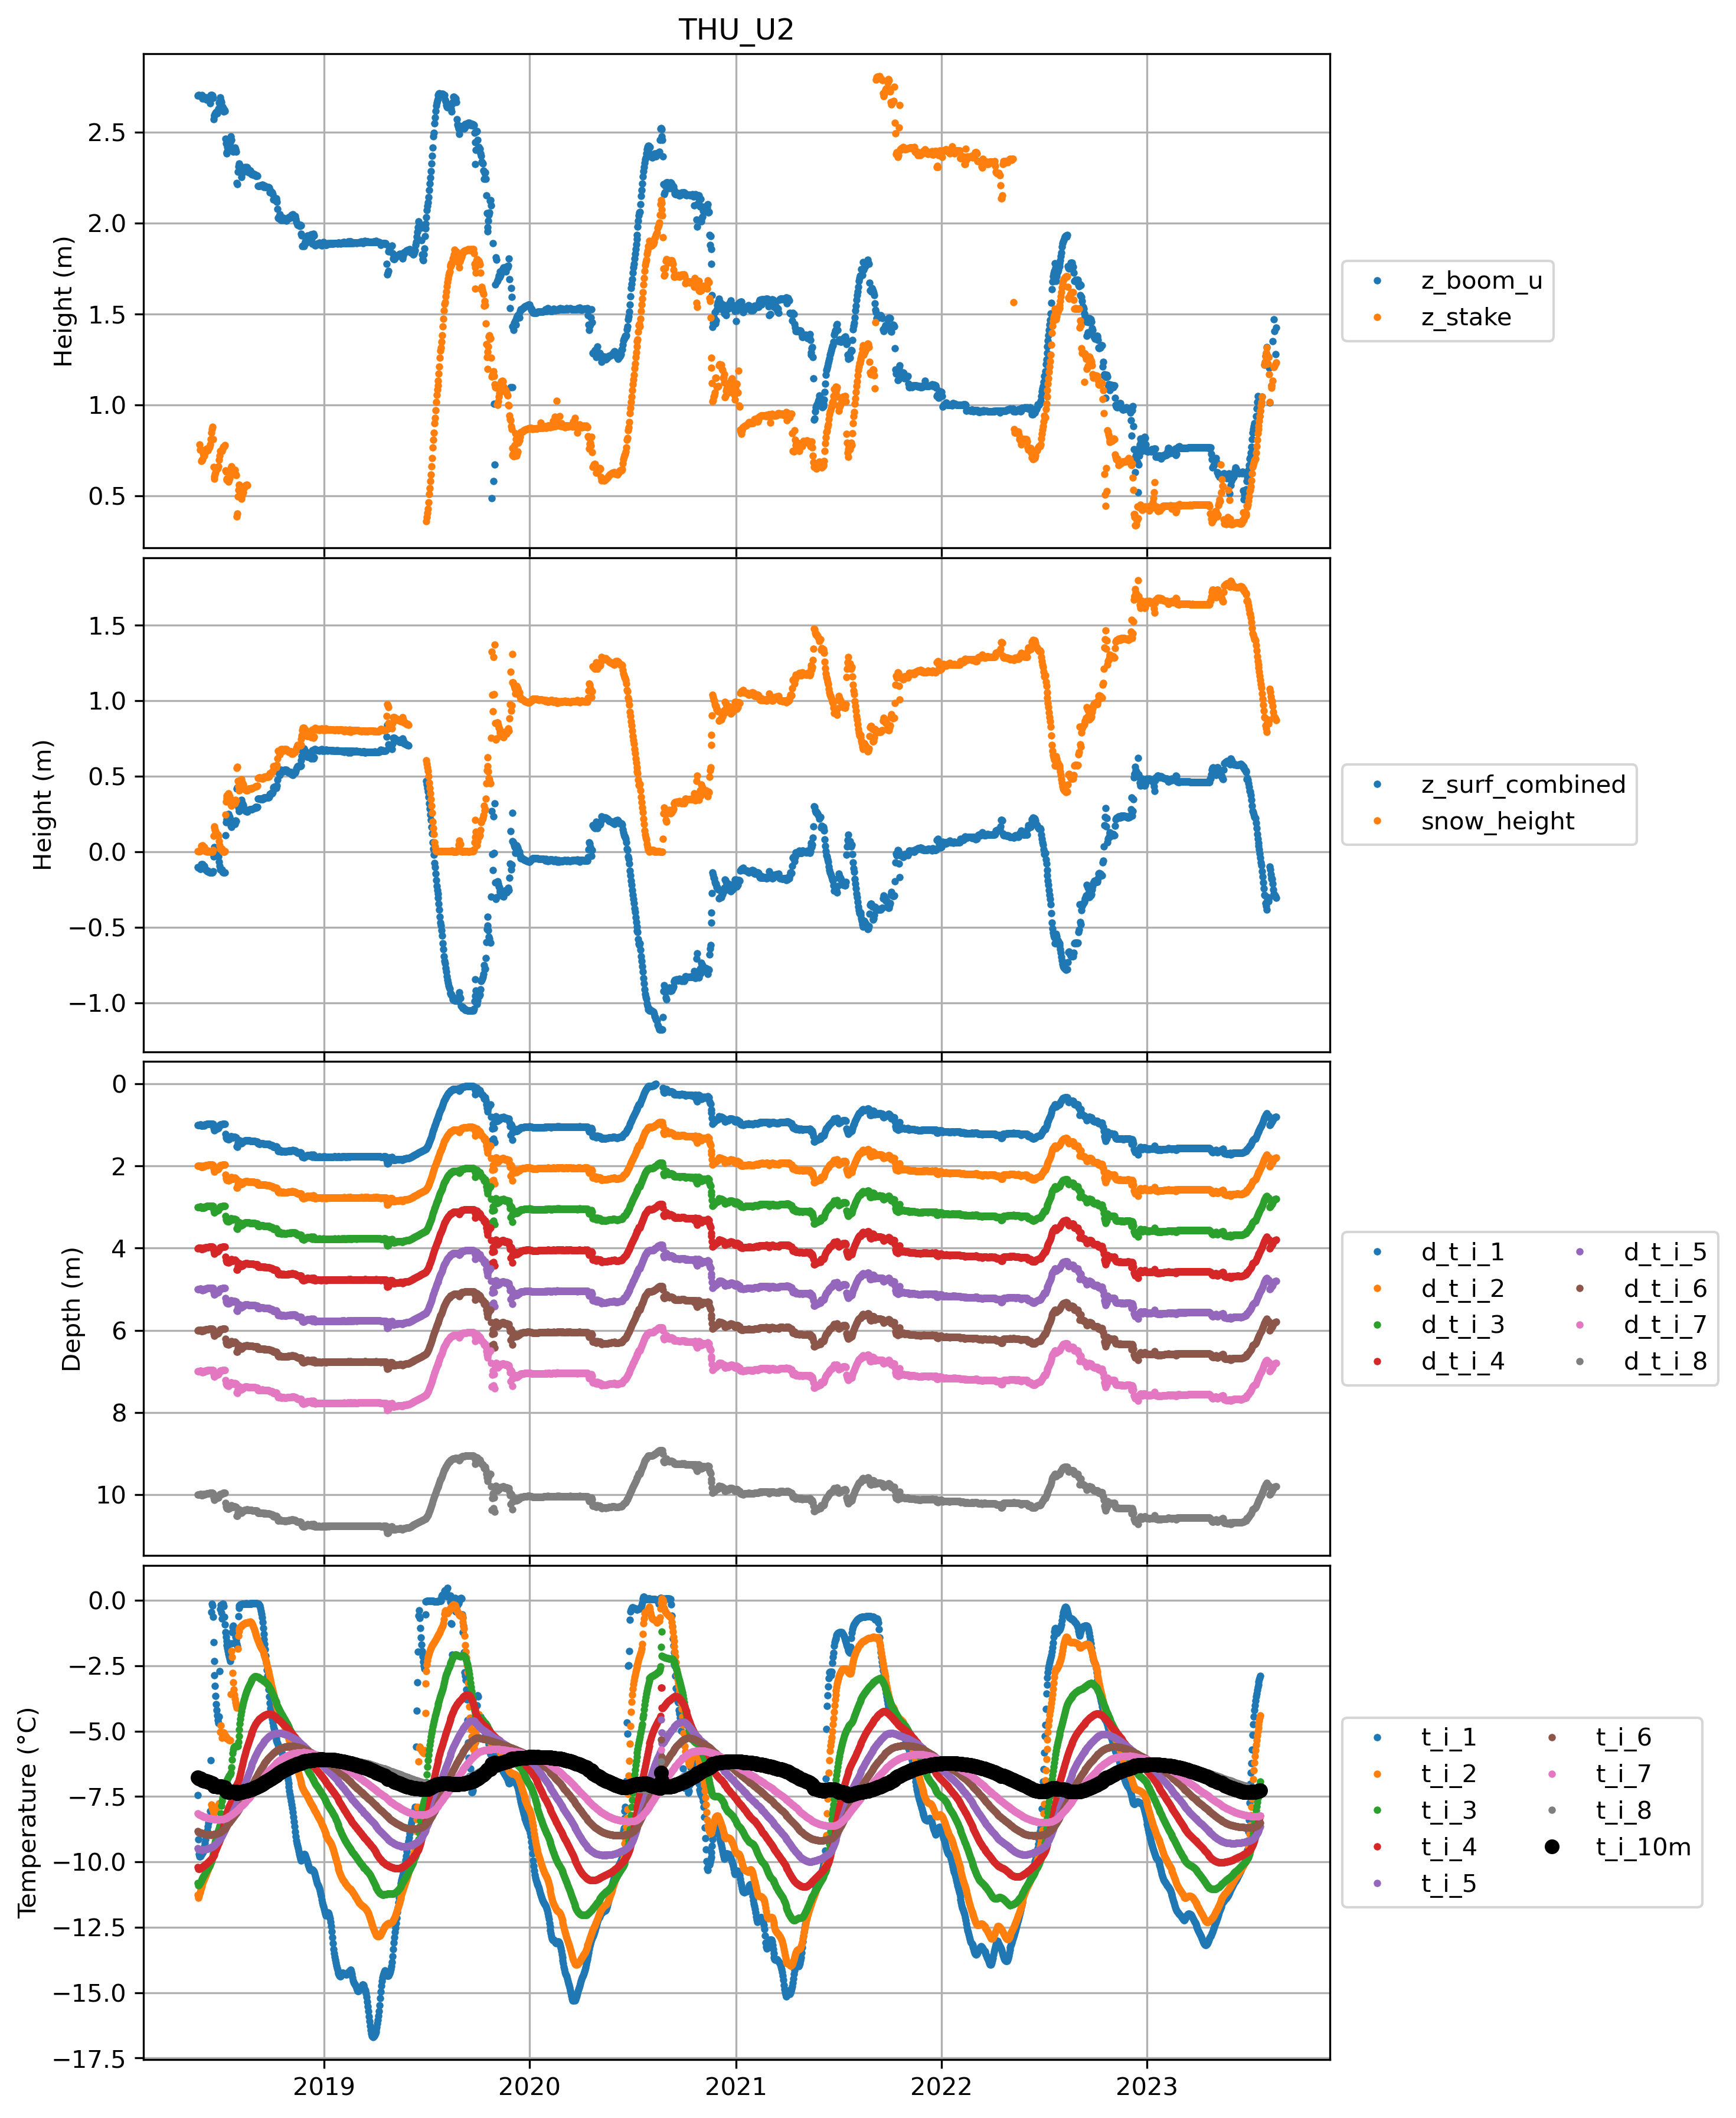 THU_U2
2.5
2.0
1.5
1.0
0.5
Height (m)
z_boom_u
z_stake
1.5
1.0
0.5
0.0
−0.5
−1.0
Height (m)
z_surf_combined
snow_height
0
2
4
6
8
10
Depth (m)
d_t_i_1
d_t_i_2
d_t_i_3
d_t_i_4
d_t_i_5
d_t_i_6
d_t_i_7
d_t_i_8
0.0
−2.5
−5.0
−7.5
−10.0
−12.5
−15.0
−17.5
Temperature (°C)
t_i_1
t_i_2
t_i_3
t_i_4
t_i_5
t_i_6
t_i_7
t_i_8
t_i_10m
2019
2020
2021
2022
2023